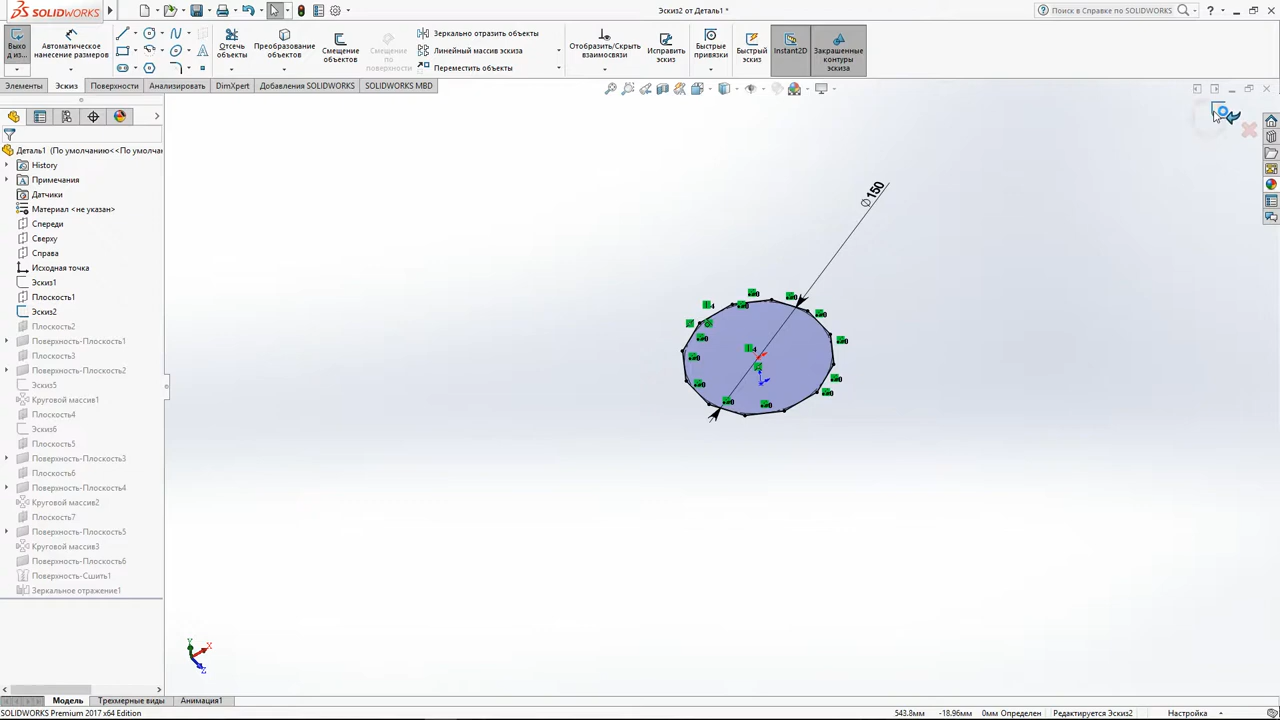 SOLIDWORKS
Эскиз2 от Деталь1 *
Поиск в Справке по SOLIDWORKS
Выхо д из...
Автоматическое нанесение размеров
Отсечь объекты
Преобразование объектов
Смещение объектов
Смещение по поверхности
Зеркально отразить объекты
Линейный массив эскиза
Переместить объекты
Отобразить/Скрыть взаимосвязи
Исправить эскиз
Быстрые привязки
Быстрый эскиз
Instant2D
Закрашенные контуры эскиза
Элементы
Эскиз
Поверхности
Анализировать
DimXpert
Добавления SOLIDWORKS
SOLIDWORKS MBD
Деталь1 (По умолчанию<<По умолчан
History
Примечания
Датчики
Материал <не указан>
Спереди
Сверху
Справа
Исходная точка
Эскиз1
Плоскость1
Эскиз2
Плоскость2
Поверхность-Плоскость1
Плоскость3
Поверхность-Плоскость2
Эскиз5
Круговой массив1
Плоскость4
Эскиз6
Плоскость5
Поверхность-Плоскость3
Плоскость6
Поверхность-Плоскость4
Круговой массив2
Плоскость7
Поверхность-Плоскость5
Круговой массив3
Поверхность-Плоскость6
Поверхность-Сшить1
Зеркальное отражение1
∅150
Y
X
Z
Модель
Трехмерные виды
Анимация1
SOLIDWORKS Premium 2017 x64 Edition
543.8мм
-18.96мм
0мм Определен
Редактируется Эскиз2
Настройка